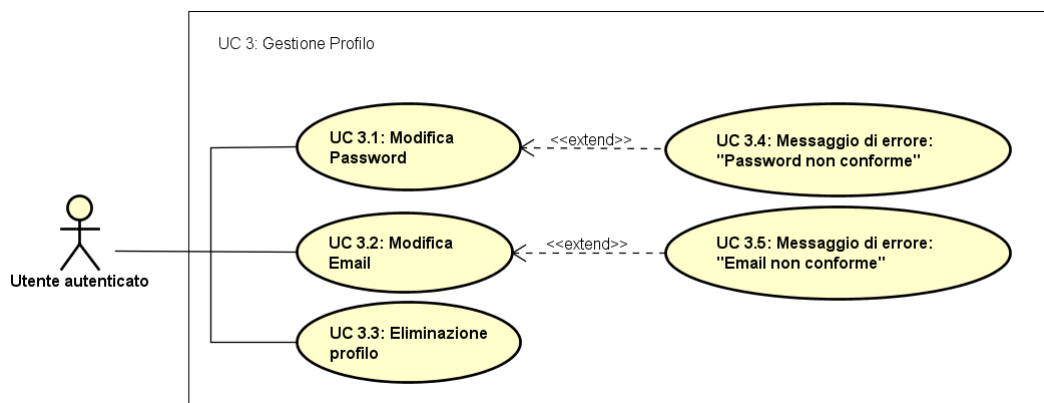 UC 3: Gestione Profilo
UC 3.1: Modifica
Password
<<extend>>
UC 3.4: Messaggio di errore:
"Password non conforme"
UC 3.2: Modifica
Email
<<extend>>
UC 3.5: Messaggio di errore:
"Email non conforme"
Utente autenticato
UC 3.3: Eliminazione
profilo